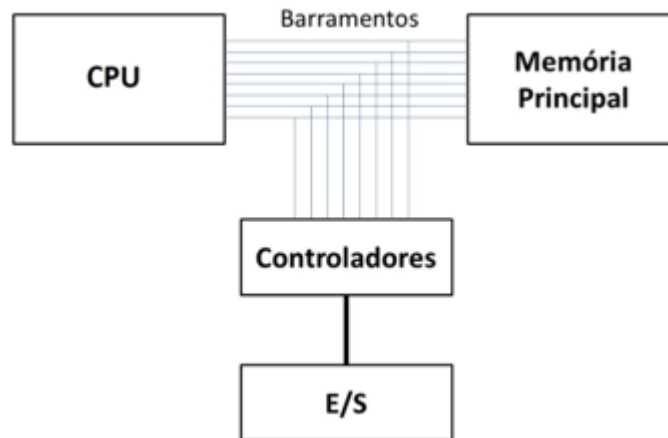 Barramentos
CPU
Memória
Principal
Controladores
E/S